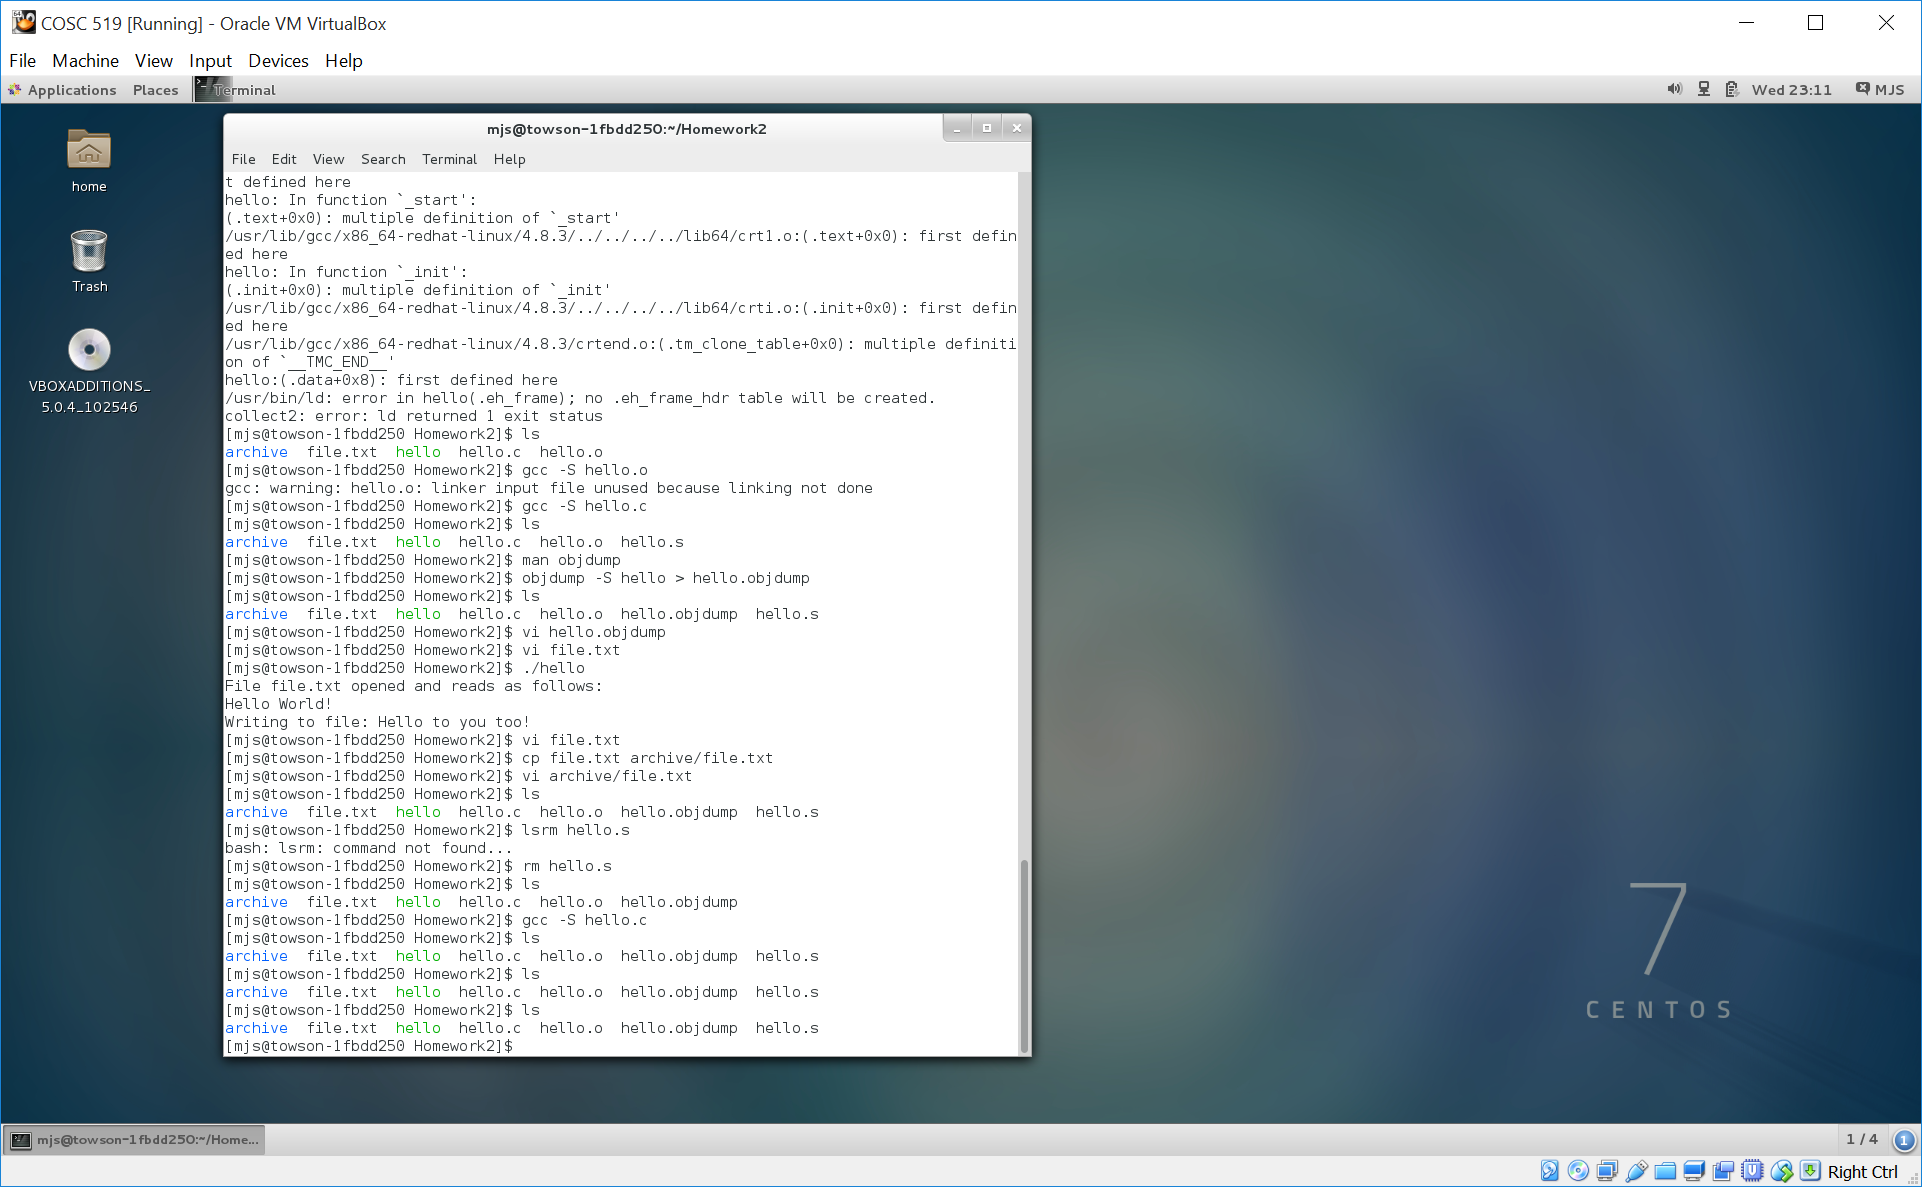 COSC 519 [Running] - Oracle VM VirtualBox
File Machine View Input Devices Help
Applications Places Terminal Wed 23:11 MJS
home
Trash
VBOXADDITIONS_
5.0.4_102546
mjs@towson-1fbdd250:~/Homework2
File Edit View Search Terminal Help
t defined here
hello: In function `_start':
(.text+0x0): multiple definition of `_start'
/usr/lib/gcc/x86_64-redhat-linux/4.8.3/../../../../lib64/crt1.o:(.text+0x0): first defin
ed here
hello: In function `_init':
(.init+0x0): multiple definition of `_init'
/usr/lib/gcc/x86_64-redhat-linux/4.8.3/../../../../lib64/crti.o:(.init+0x0): first defin
ed here
/usr/lib/gcc/x86_64-redhat-linux/4.8.3/crtend.o:(.tm_clone_table+0x0): multiple definiti
on of `__TMC_END__'
hello:(.data+0x8): first defined here
/usr/bin/ld: error in hello(.eh_frame); no .eh_frame_hdr table will be created.
collect2: error: ld returned 1 exit status
[mjs@towson-1fbdd250 Homework2]$ ls
archive  file.txt  hello  hello.c  hello.o
[mjs@towson-1fbdd250 Homework2]$ gcc -S hello.o
gcc: warning: hello.o: linker input file unused because linking not done
[mjs@towson-1fbdd250 Homework2]$ gcc -S hello.c
[mjs@towson-1fbdd250 Homework2]$ ls
archive  file.txt  hello  hello.c  hello.o  hello.s
[mjs@towson-1fbdd250 Homework2]$ man objdump
[mjs@towson-1fbdd250 Homework2]$ objdump -S hello > hello.objdump
[mjs@towson-1fbdd250 Homework2]$ ls
archive  file.txt  hello  hello.c  hello.o  hello.objdump  hello.s
[mjs@towson-1fbdd250 Homework2]$ vi hello.objdump
[mjs@towson-1fbdd250 Homework2]$ vi file.txt
[mjs@towson-1fbdd250 Homework2]$ ./hello
File file.txt opened and reads as follows:
Hello World!
Writing to file: Hello to you too!
[mjs@towson-1fbdd250 Homework2]$ vi file.txt
[mjs@towson-1fbdd250 Homework2]$ cp file.txt archive/file.txt
[mjs@towson-1fbdd250 Homework2]$ vi archive/file.txt
[mjs@towson-1fbdd250 Homework2]$ ls
archive  file.txt  hello  hello.c  hello.o  hello.objdump  hello.s
[mjs@towson-1fbdd250 Homework2]$ lsrm hello.s
bash: lsrm: command not found...
[mjs@towson-1fbdd250 Homework2]$ rm hello.s
[mjs@towson-1fbdd250 Homework2]$ ls
archive  file.txt  hello  hello.c  hello.o  hello.objdump
[mjs@towson-1fbdd250 Homework2]$ gcc -S hello.c
[mjs@towson-1fbdd250 Homework2]$ ls
archive  file.txt  hello  hello.c  hello.o  hello.objdump  hello.s
[mjs@towson-1fbdd250 Homework2]$ ls
archive  file.txt  hello  hello.c  hello.o  hello.objdump  hello.s
[mjs@towson-1fbdd250 Homework2]$ ls
archive  file.txt  hello  hello.c  hello.o  hello.objdump  hello.s
[mjs@towson-1fbdd250 Homework2]$
7
CENTOS
mjs@towson-1fbdd250:~/Home... 1 / 4 1
Right Ctrl